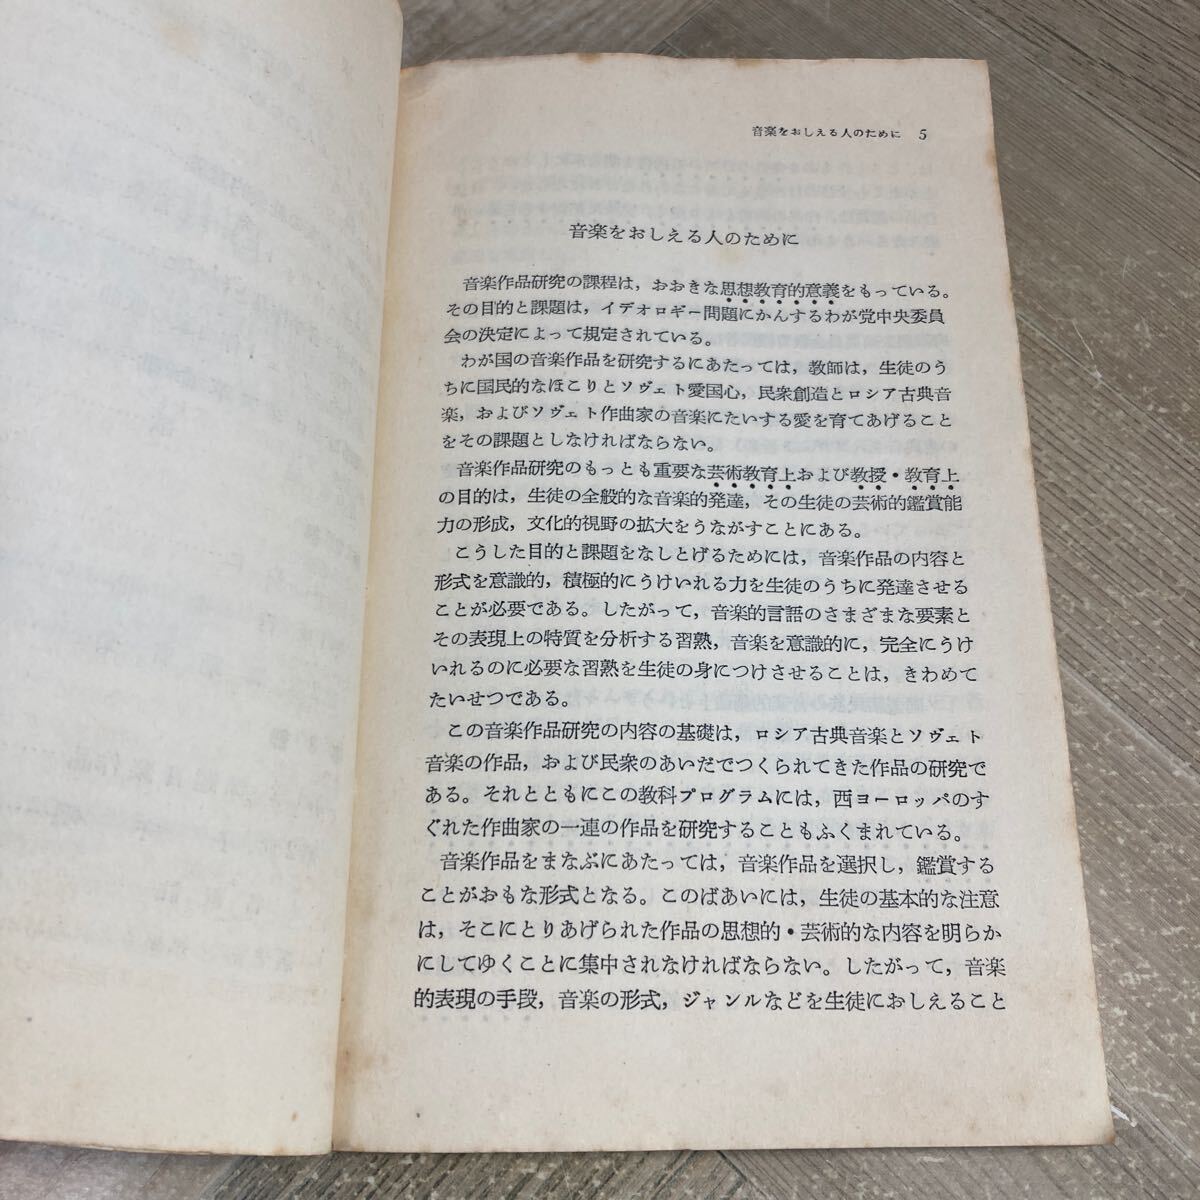 音楽をおしえる人のために 5
音楽をおしえる人のために
音楽作品研究の課程は，おおきな思想教育的意義をもっている。
その目的と課題は，イデオロギー問題にかんするわが党中央委員
会の決定によって規定されている。
わが国の音楽作品を研究するにあたっては，教師は，生徒のう
ちに国民的なほこりとソヴェト愛国心，民衆創造とロシア古典音
楽，およびソヴェト作曲家の音楽にたいする愛を育てあげること
をその課題としなければならない。
音楽作品研究のもっとも重要な芸術教育上および教授・教育上
の目的は，生徒の全般的な音楽的発達，その生徒の芸術的鑑賞能
力の形成，文化的視野の拡大をうながすことにある。
こうした目的と課題をなしとげるためには，音楽作品の内容と
形式を意識的，積極的にうけいれる力を生徒のうちに発達させる
ことが必要である。したがって，音楽的言語のさまざまな要素と
その表現上の特質を分析する習熟，音楽を意識的に，完全にうけ
いれるのに必要な習熟を生徒の身につけさせることは，きわめて
たいせつである。
この音楽作品研究の内容の基礎は，ロシア古典音楽とソヴェト
音楽の作品，および民衆のあいだでつくられてきた作品の研究で
ある。それとともにこの教科プログラムには，西ヨーロッパのす
ぐれた作曲家の一連の作品を研究することもふくまれている。
音楽作品をまなぶにあたっては，音楽作品を選択し，鑑賞する
ことがおもな形式となる。このばあいには，生徒の基本的な注意
は，そこにとりあげられた作品の思想的・芸術的な内容を明らか
にしてゆくことに集中されなければならない。したがって，音楽
的表現の手段，音楽の形式，ジャンルなどを生徒におしえること